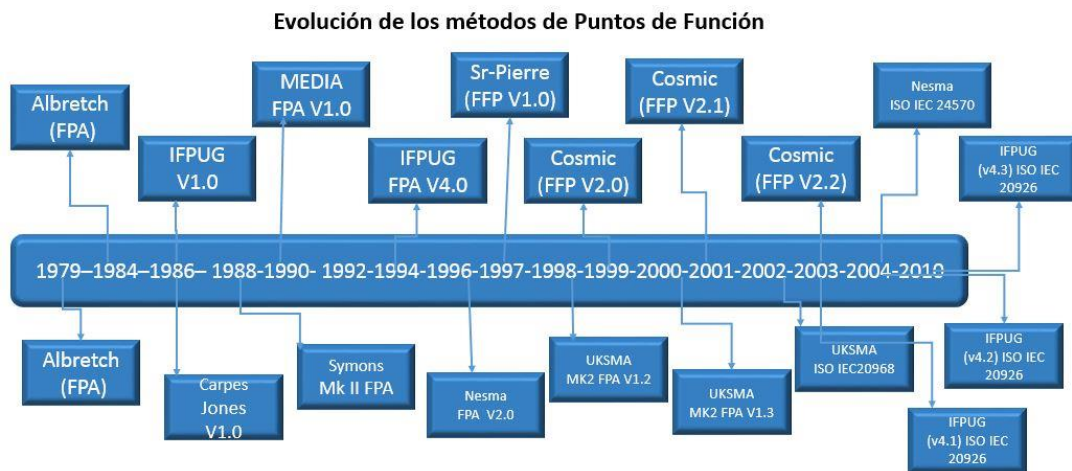 Evolución de los métodos de Puntos de Función
Albretch
(FPA)
IFPUG
V1.0
MEDIA
FPA V1.0
IFPUG
FPA V4.0
Sr-Pierre
(FFP V1.0)
Cosmic
(FFP V2.0)
Cosmic
(FFP V2.1)
Cosmic
(FFP V2.2)
Nesma
ISO IEC 24570
IFPUG
(v4.3) ISO IEC
20926
1979–1984–1986– 1988-1990- 1992-1994-1996-1997-1998-1999-2000-2001-2002-2003-2004-2010
Albretch
(FPA)
Carpes
Jones
V1.0
Symons
Mk II FPA
Nesma
FPA V2.0
UKSMA
MK2 FPA V1.2
UKSMA
MK2 FPA V1.3
UKSMA
ISO IEC20968
IFPUG
(v4.2) ISO IEC
20926
IFPUG
(v4.1) ISO IEC
20926